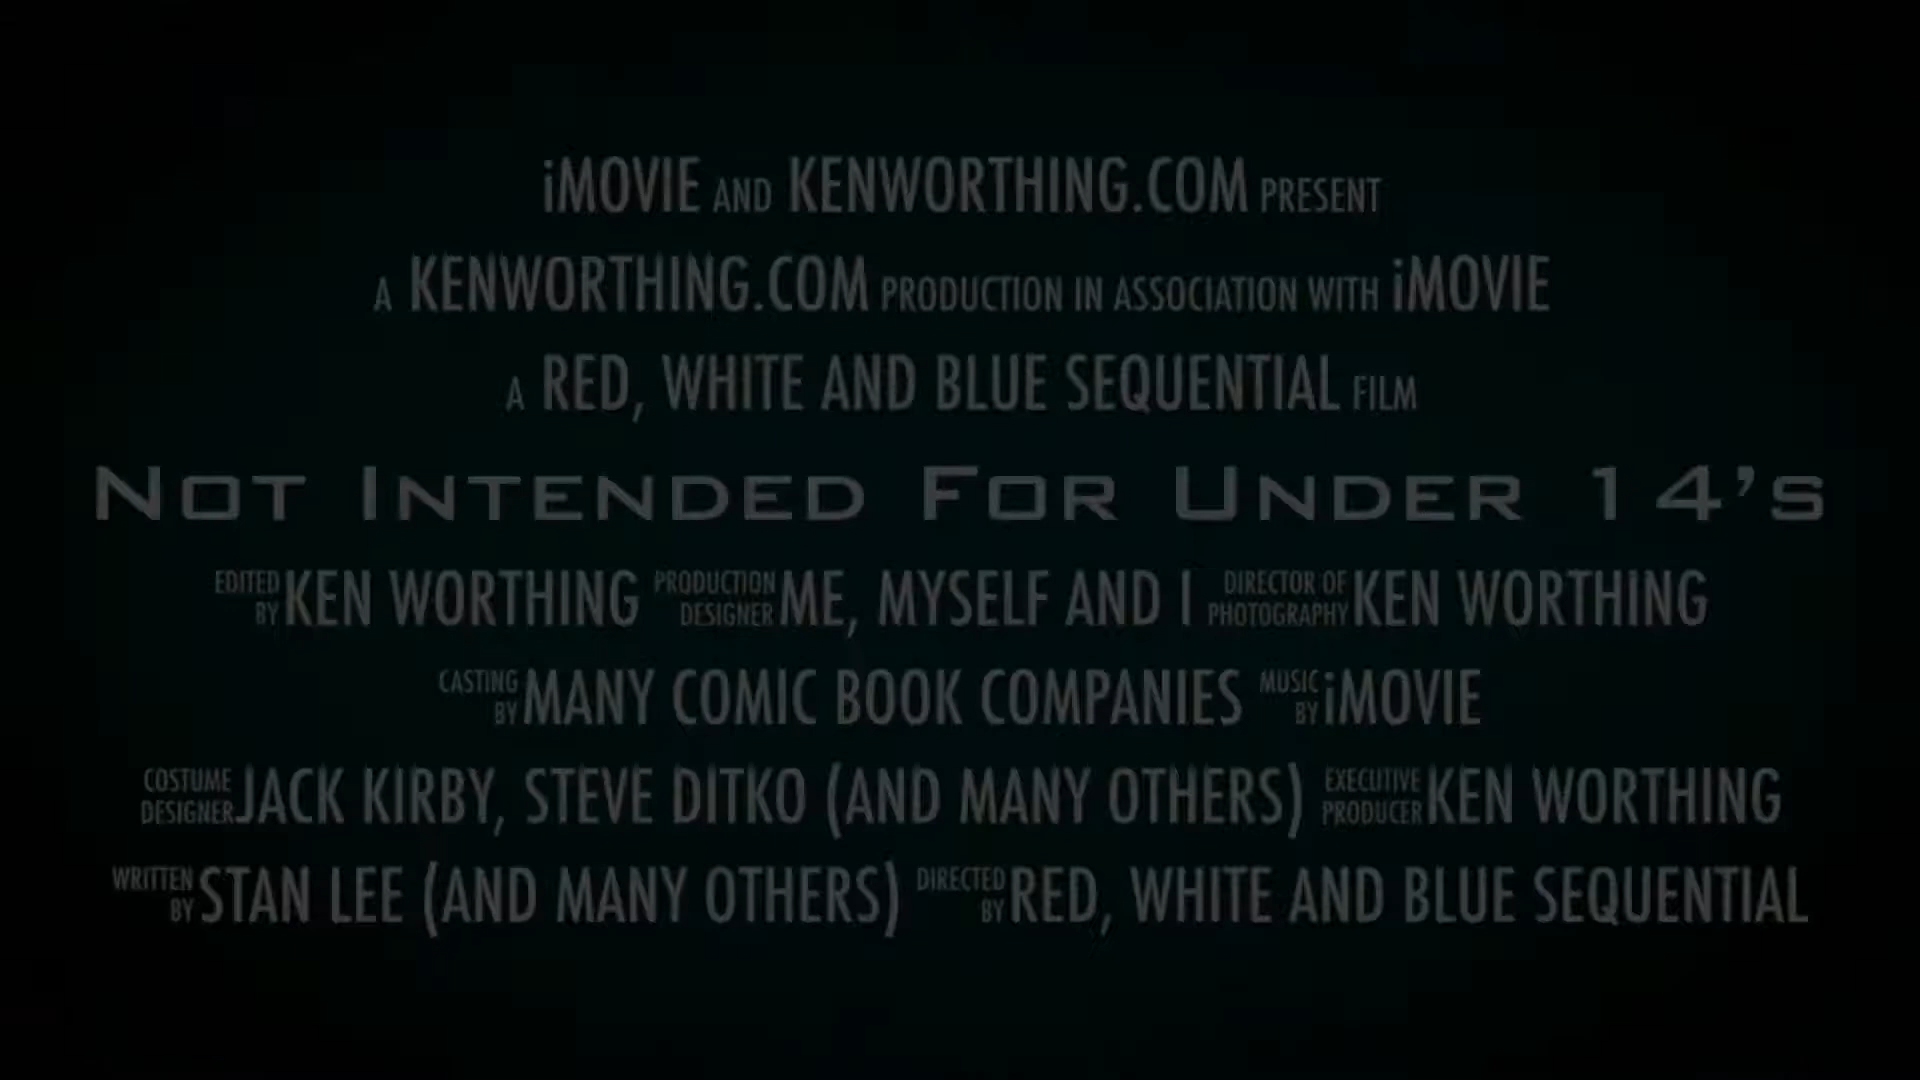 iMOVIE AND KENWORTHING.COM PRESENT
A KENWORTHING.COM PRODUCTION IN ASSOCIATION WITH iMOVIE
A RED, WHITE AND BLUE SEQUENTIAL FILM
NOT INTENDED FOR UNDER 14'S
EDITED BY KEN WORTHING PRODUCTION DESIGNER ME, MYSELF AND I DIRECTOR OF PHOTOGRAPHY KEN WORTHING
CASTING BY MANY COMIC BOOK COMPANIES MUSIC BY iMOVIE
COSTUME DESIGNER JACK KIRBY, STEVE DITKO (AND MANY OTHERS) EXECUTIVE PRODUCER KEN WORTHING
WRITTEN BY STAN LEE (AND MANY OTHERS) DIRECTED BY RED, WHITE AND BLUE SEQUENTIAL